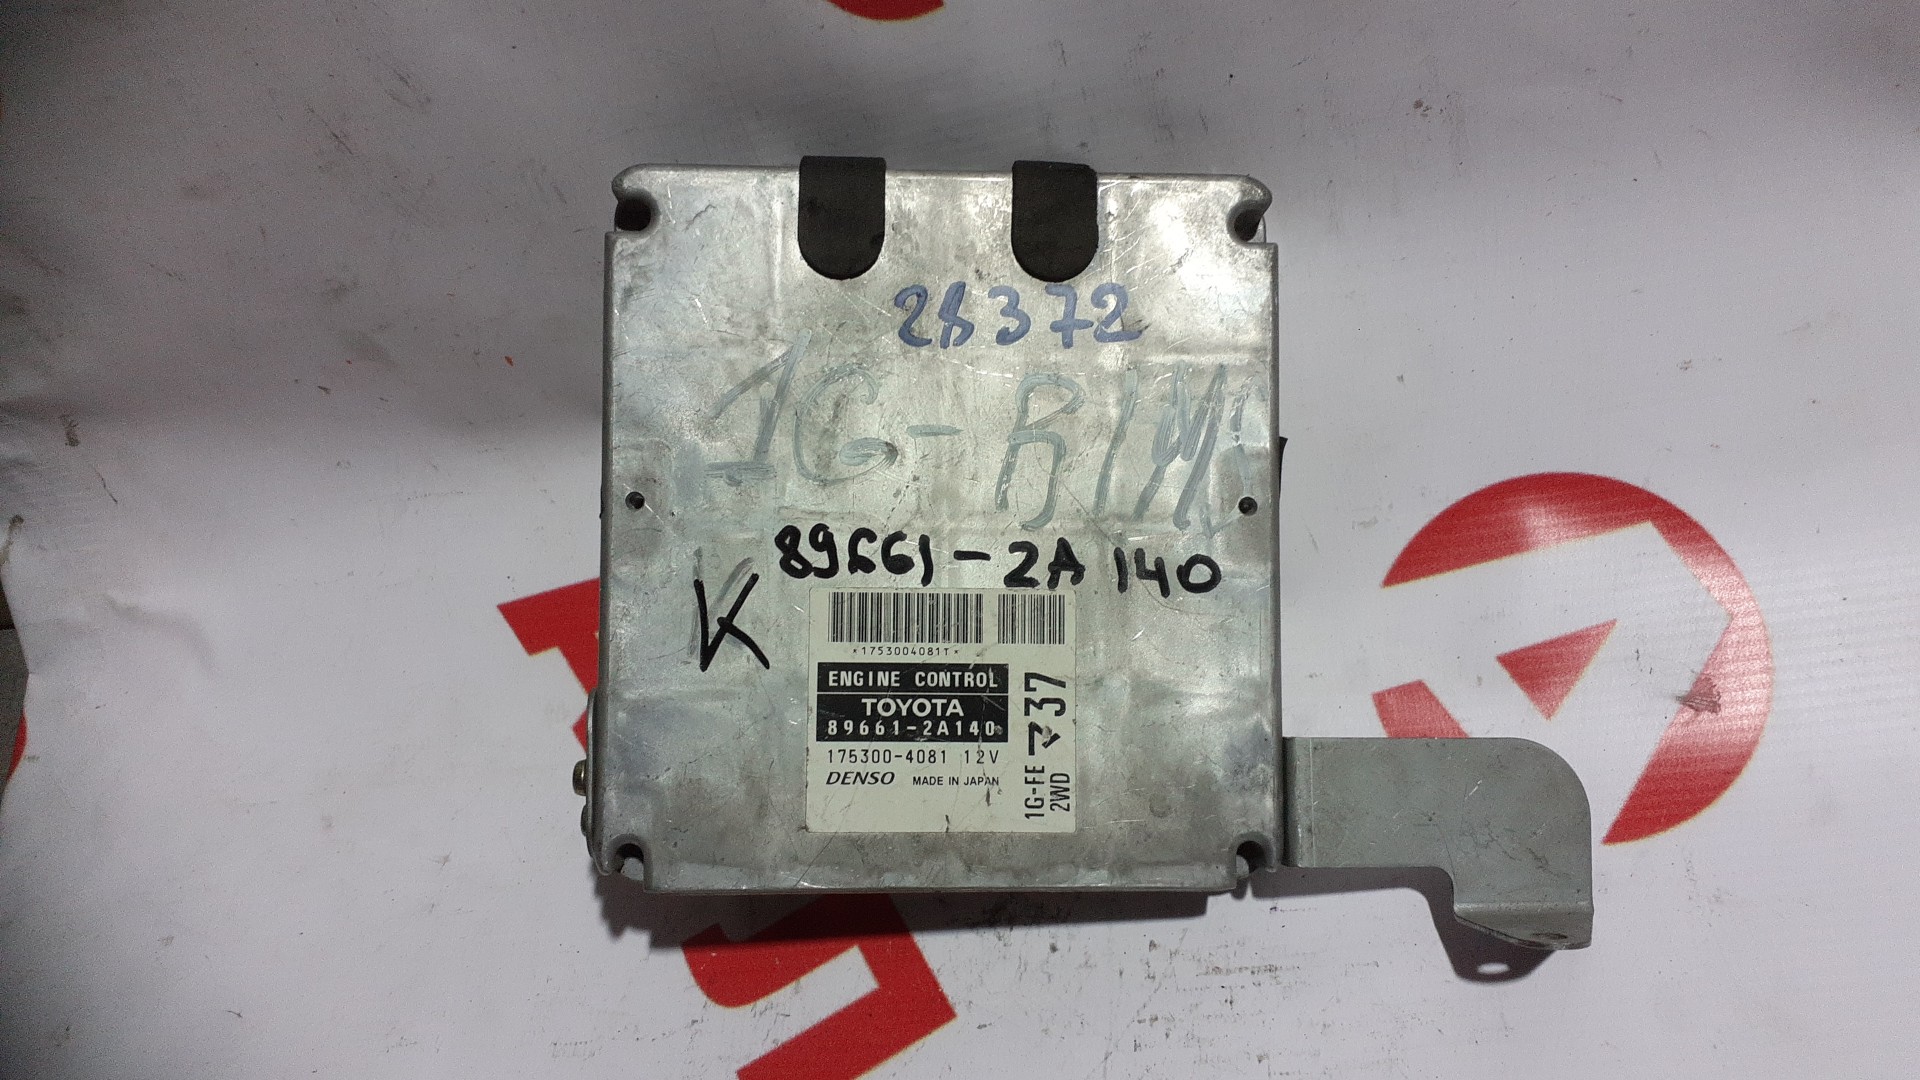 28372
1G-
89661-2A140
K
*1753004081T*
ENGINE CONTROL
TOYOTA
89661-2A140
175300-4081 12V
DENSO MADE IN JAPAN
37
1G-FE
2WD